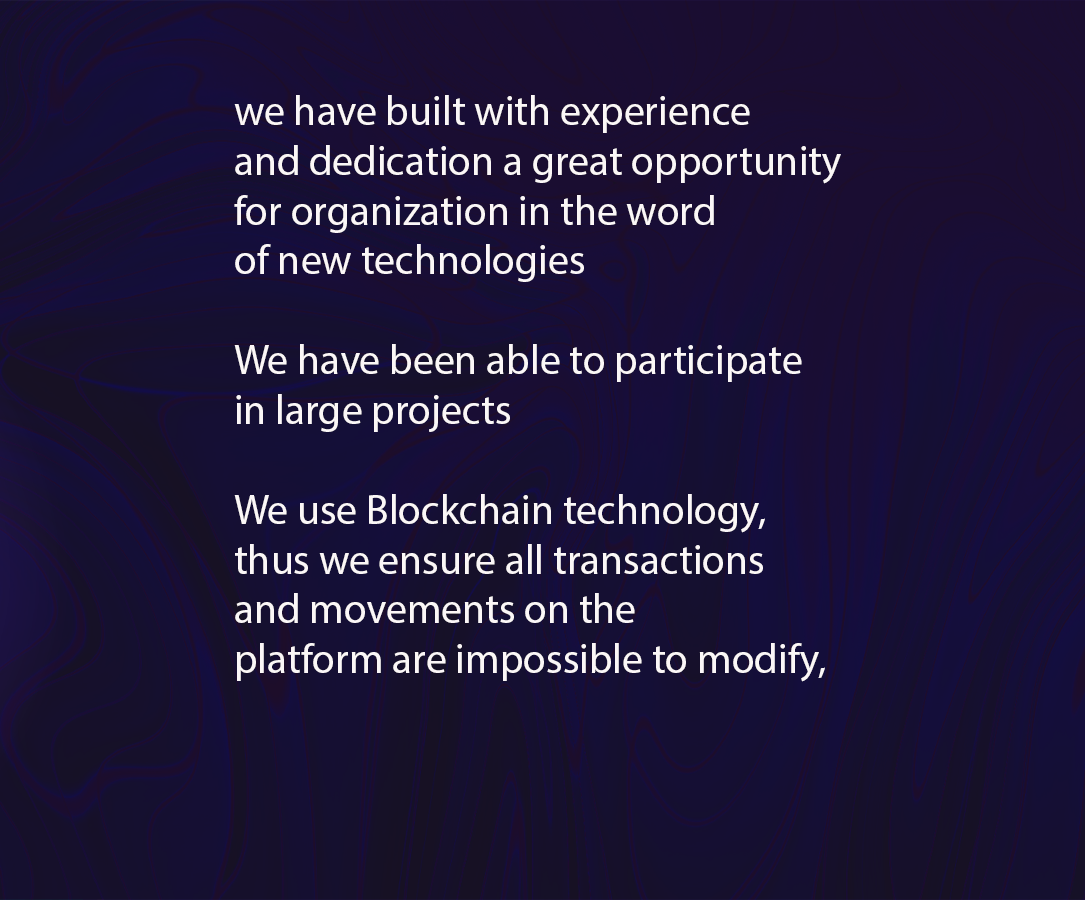 we have built with experience
and dedication a great opportunity
for organization in the word
of new technologies
We have been able to participate
in large projects
We use Blockchain technology,
thus we ensure all transactions
and movements on the
platform are impossible to modify,